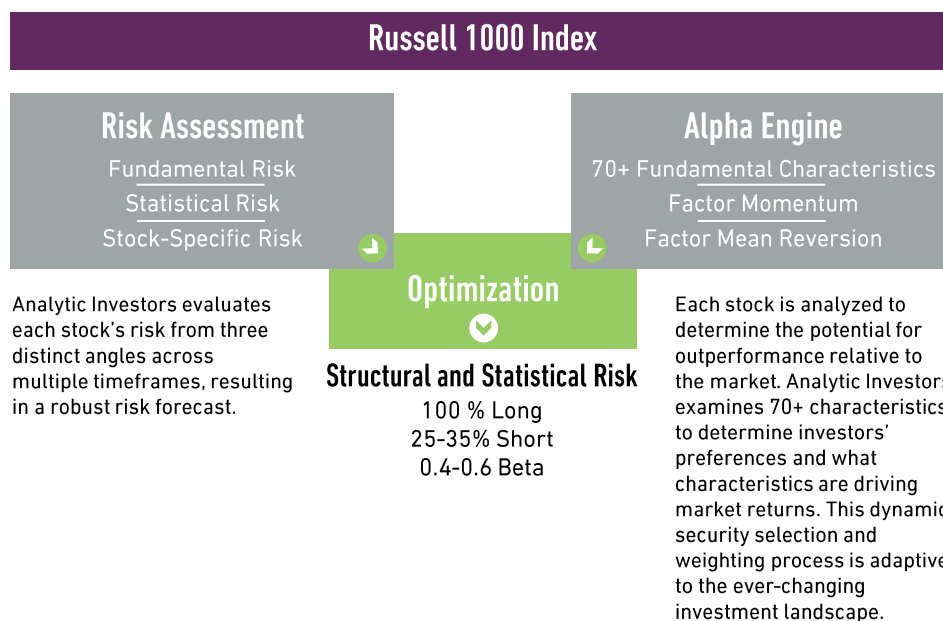 Russell 1000 Index
Risk Assessment
Fundamental Risk
Statistical Risk
Stock-Specific Risk
Alpha Engine
70+ Fundamental Characteristics
Factor Momentum
Factor Mean Reversion
Optimization
Analytic Investors evaluates
each stock’s risk from three
distinct angles across
multiple timeframes, resulting
in a robust risk forecast.
Structural and Statistical Risk
100 % Long
25-35% Short
0.4-0.6 Beta
Each stock is analyzed to
determine the potential for
outperformance relative to
the market. Analytic Investors
examines 70+ characteristics
to determine investors’
preferences and what
characteristics are driving
market returns. This dynamic
security selection and
weighting process is adaptive
to the ever-changing
investment landscape.